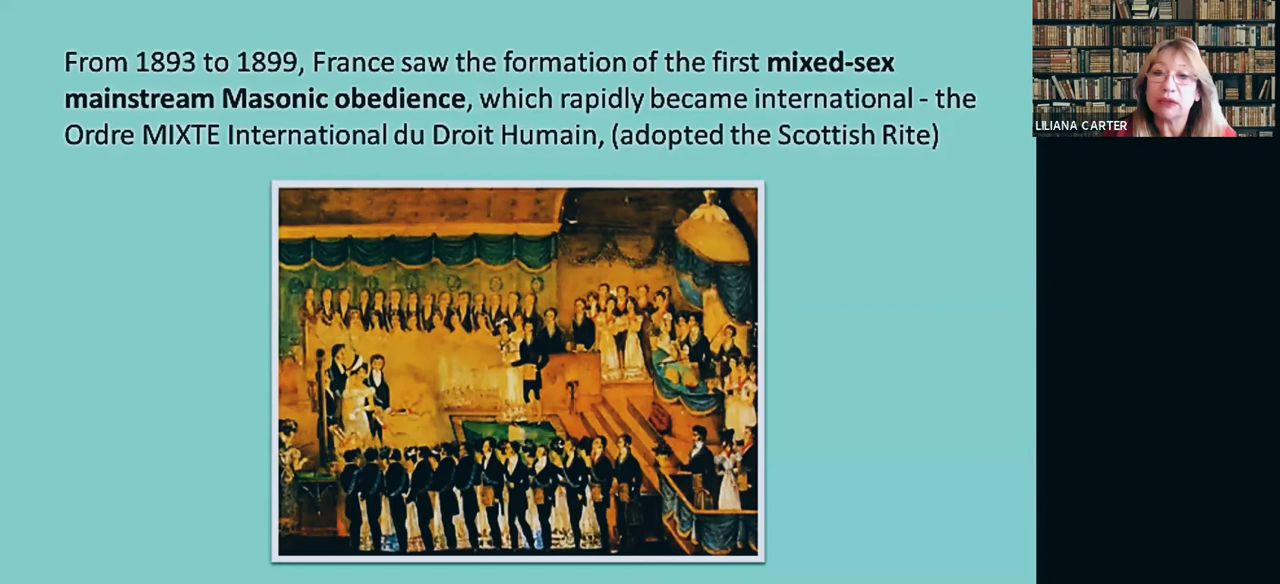 From 1893 to 1899, France saw the formation of the first mixed-sex
mainstream Masonic obedience, which rapidly became international - the
Ordre MIXTE International du Droit Humain, (adopted the Scottish Rite)
LILIANA CARTER